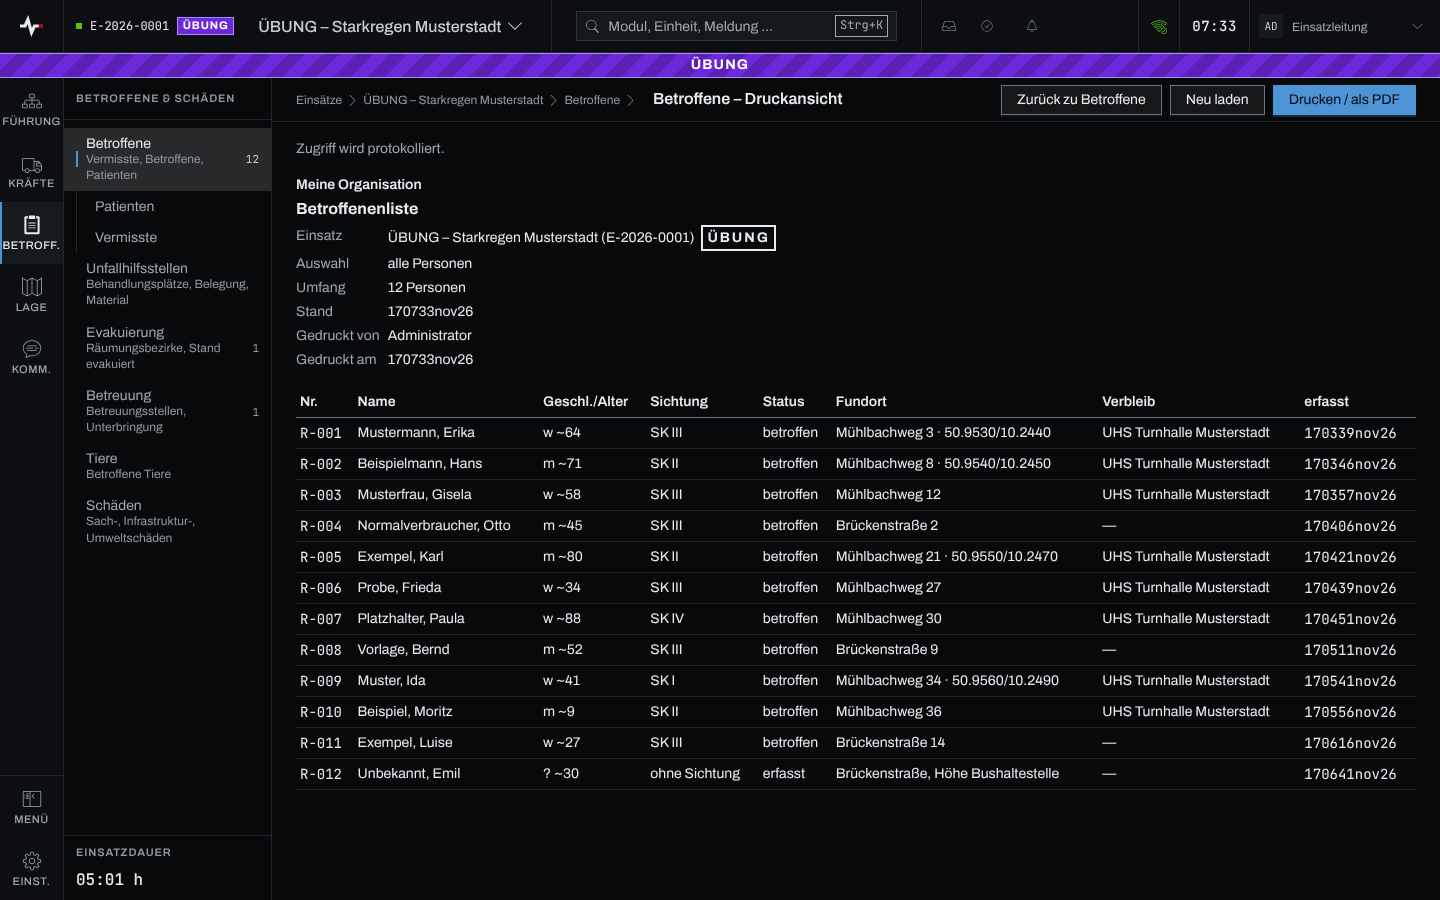 E-2026-0001 ÜBUNG ÜBUNG – Starkregen Musterstadt Modul, Einheit, Meldung ... Strg+K 07:33 AD Einsatzleitung
ÜBUNG
FÜHRUNG
KRÄFTE
BETROFF.
LAGE
KOMM.
MENÜ
EINST.
BETROFFENE & SCHÄDEN
Betroffene
Vermisste, Betroffene, 12
Patienten
Patienten
Vermisste
Unfallhilfsstellen
Behandlungsplätze, Belegung,
Material
Evakuierung
Räumungsbezirke, Stand 1
evakuiert
Betreuung
Betreuungsstellen, 1
Unterbringung
Tiere
Betroffene Tiere
Schäden
Sach-, Infrastruktur-,
Umweltschäden
EINSATZDAUER
05:01 h
Einsätze ÜBUNG – Starkregen Musterstadt Betroffene Betroffene – Druckansicht Zurück zu Betroffene Neu laden Drucken / als PDF
Zugriff wird protokolliert.
Meine Organisation
Betroffenenliste
Einsatz ÜBUNG – Starkregen Musterstadt (E-2026-0001) ÜBUNG
Auswahl alle Personen
Umfang 12 Personen
Stand 170733nov26
Gedruckt von Administrator
Gedruckt am 170733nov26
Nr. Name Geschl./Alter Sichtung Status Fundort Verbleib erfasst
R-001 Mustermann, Erika w ~64 SK III betroffen Mühlbachweg 3 · 50.9530/10.2440 UHS Turnhalle Musterstadt 170339nov26
R-002 Beispielmann, Hans m ~71 SK II betroffen Mühlbachweg 8 · 50.9540/10.2450 UHS Turnhalle Musterstadt 170346nov26
R-003 Musterfrau, Gisela w ~58 SK III betroffen Mühlbachweg 12 UHS Turnhalle Musterstadt 170357nov26
R-004 Normalverbraucher, Otto m ~45 SK III betroffen Brückenstraße 2 — 170406nov26
R-005 Exempel, Karl m ~80 SK II betroffen Mühlbachweg 21 · 50.9550/10.2470 UHS Turnhalle Musterstadt 170421nov26
R-006 Probe, Frieda w ~34 SK III betroffen Mühlbachweg 27 UHS Turnhalle Musterstadt 170439nov26
R-007 Platzhalter, Paula w ~88 SK IV betroffen Mühlbachweg 30 UHS Turnhalle Musterstadt 170451nov26
R-008 Vorlage, Bernd m ~52 SK III betroffen Brückenstraße 9 — 170511nov26
R-009 Muster, Ida w ~41 SK I betroffen Mühlbachweg 34 · 50.9560/10.2490 UHS Turnhalle Musterstadt 170541nov26
R-010 Beispiel, Moritz m ~9 SK II betroffen Mühlbachweg 36 UHS Turnhalle Musterstadt 170556nov26
R-011 Exempel, Luise w ~27 SK III betroffen Brückenstraße 14 — 170616nov26
R-012 Unbekannt, Emil ? ~30 ohne Sichtung erfasst Brückenstraße, Höhe Bushaltestelle — 170641nov26